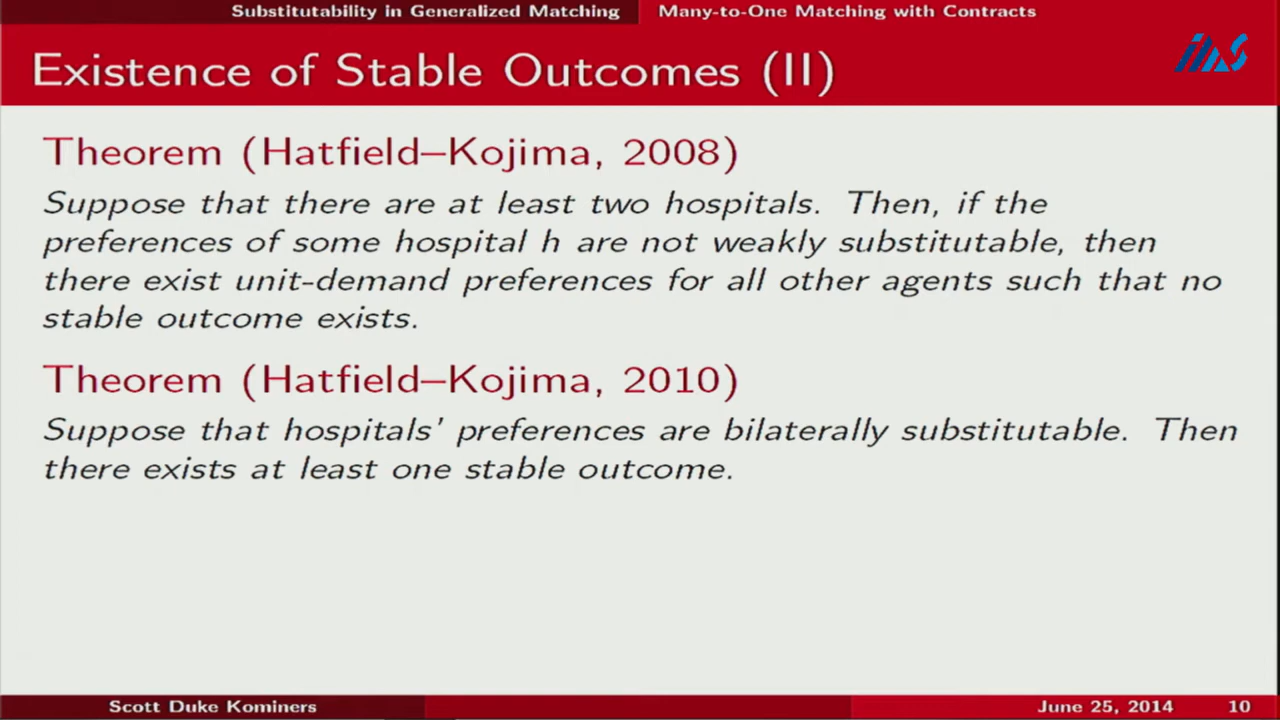 Substitutability in Generalized Matching Many-to-One Matching with Contracts
Existence of Stable Outcomes (II)
ias
Theorem (Hatfield–Kojima, 2008)
Suppose that there are at least two hospitals. Then, if the
preferences of some hospital h are not weakly substitutable, then
there exist unit-demand preferences for all other agents such that no
stable outcome exists.
Theorem (Hatfield–Kojima, 2010)
Suppose that hospitals' preferences are bilaterally substitutable. Then
there exists at least one stable outcome.
Scott Duke Kominers June 25, 2014 10